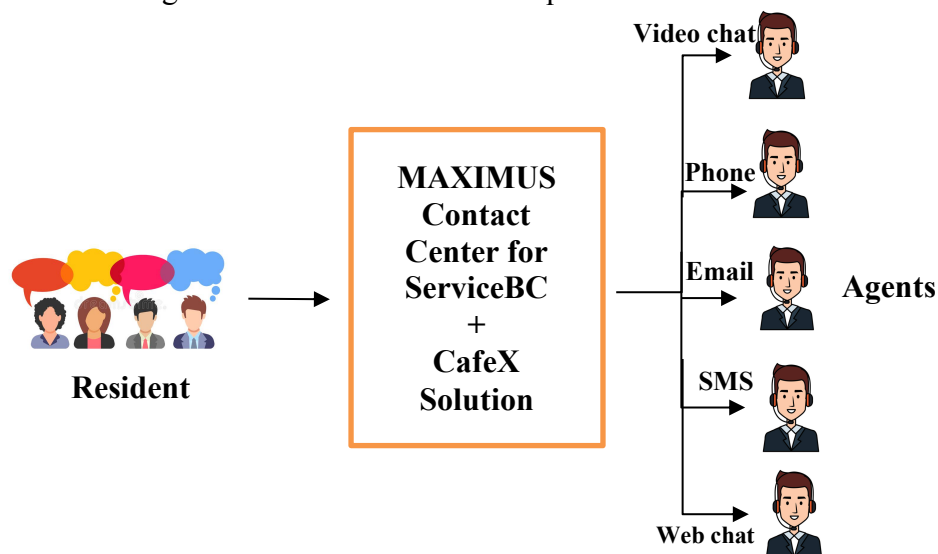 Video chat
Phone
MAXIMUS
Contact
Center for
ServiceBC
+
CafeX
Solution
Email
Agents
Resident
SMS
Web chat